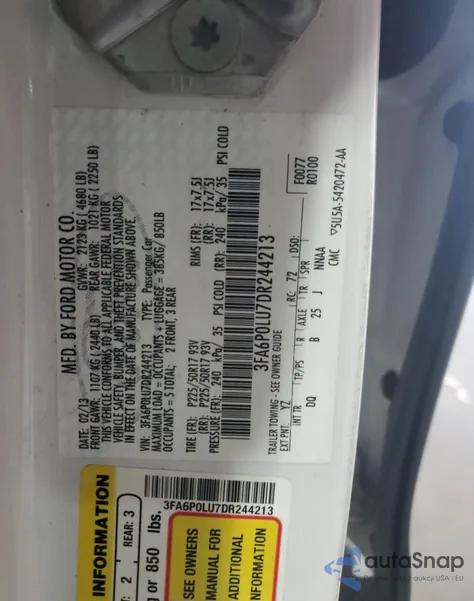 MFD. BY FORD MOTOR CO.
DATE: 02/13 GVWR: 2123 KG ( 4680 LB)
FRONT GAWR: 1107 KG ( 2440 LB) REAR GAWR: 1021 KG ( 2250 LB)
THIS VEHICLE CONFORMS TO ALL APPLICABLE FEDERAL MOTOR
VEHICLE SAFETY, BUMPER, AND THEFT PREVENTION STANDARDS
IN EFFECT ON THE DATE OF MANUFACTURE SHOWN ABOVE.
VIN: 3FA6P0LU7DR244213 TYPE: Passenger Car
MAXIMUM LOAD = OCCUPANTS + LUGGAGE = 385KG/ 850LB
OCCUPANTS = 5 TOTAL: 2 FRONT, 3 REAR
TIRE (FR): P225/50R17 93V RIMS (FR): 17x7.5J
(RR): P225/50R17 93V (RR): 17x7.5J
PRESSURE (FR): 240 kPa/ 35 PSI COLD (RR): 240 kPa/ 35 PSI COLD
3FA6P0LU7DR244213
F0077
R0100
TRAILER TOWING - SEE OWNER GUIDE
EXT PNT: YZ RC: 72 DSO:
INT TR TP/PS R AXLE TR SPR
DQ B 25 J NNAA
CMC
▽5U5A-5420472-AA
INFORMATION
: 2 REAR: 3
g or 850 lbs.
3FA6P0LU7DR244213
SEE OWNERS
MANUAL FOR
ADDITIONAL
INFORMATION
autoSnap
z aukcji USA i EU